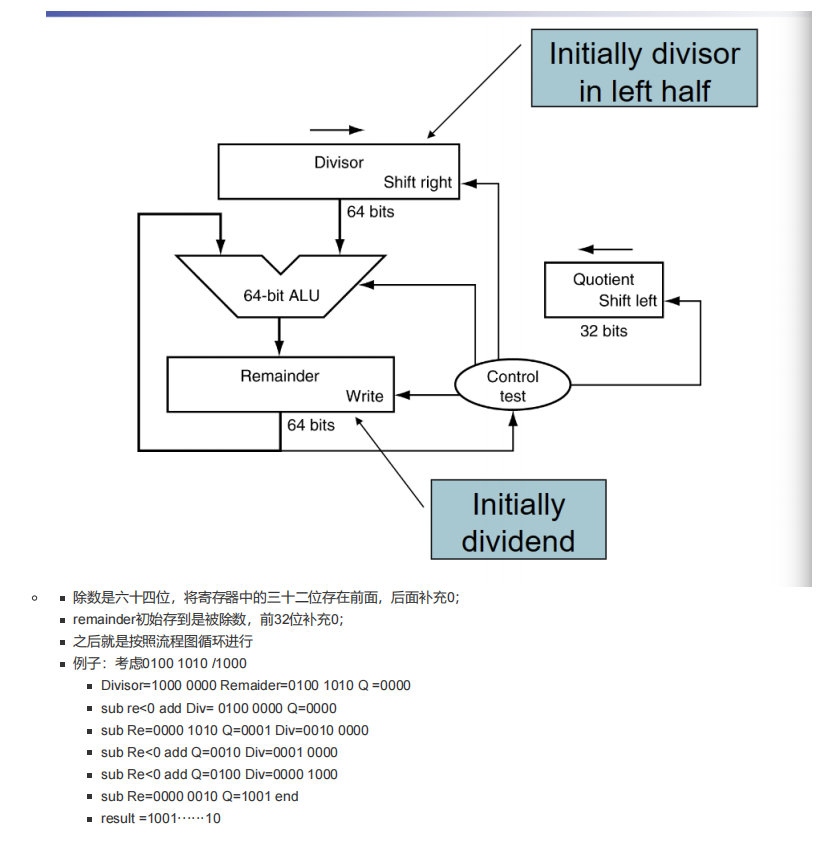 Initially divisor
in left half
Divisor
Shift right
64 bits
64-bit ALU
Quotient
Shift left
32 bits
Remainder
Write
Control
test
64 bits
Initially
dividend
除数是六十四位，将寄存器中的三十二位存在前面，后面补充0；
remainder初始存到是被除数，前32位补充0；
之后就是按照流程图循环进行
例子：考虑0100 1010 /1000
Divisor=1000 0000 Remaider=0100 1010 Q =0000
sub re<0 add Div= 0100 0000 Q=0000
sub Re=0000 1010 Q=0001 Div=0010 0000
sub Re<0 add Q=0010 Div=0001 0000
sub Re<0 add Q=0100 Div=0000 1000
sub Re=0000 0010 Q=1001 end
result =1001······10